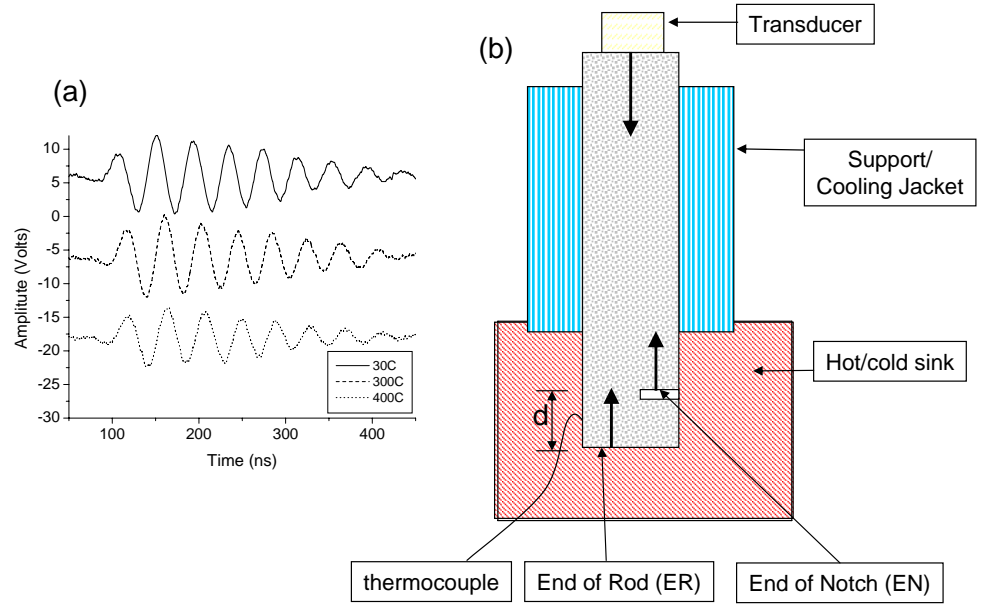 (a)
10
5
0
-5
-10
-15
-20
-25
-30
Amplitute (Volts)
100
200
300
400
Time (ns)
30C
300C
400C
(b)
Transducer
Support/
Cooling Jacket
Hot/cold sink
d
thermocouple
End of Rod (ER)
End of Notch (EN)